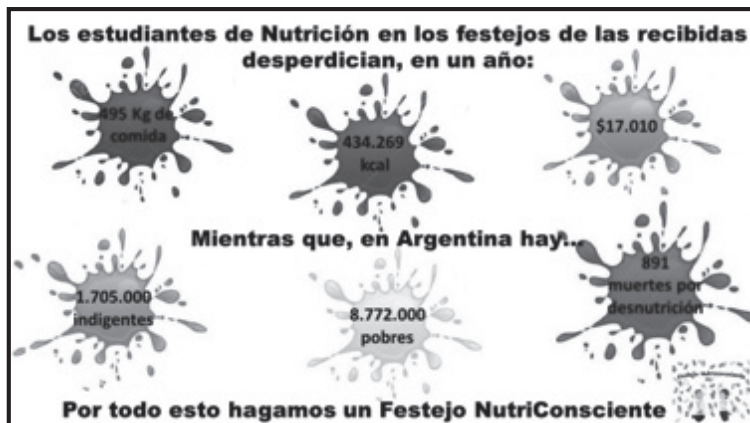 Los estudiantes de Nutrición en los festejos de las recibidas
desperdician, en un año:
495 Kg de
comida
434.269
kcal
$17.010
Mientras que, en Argentina hay...
1.705.000
indigentes
8.772.000
pobres
891
muertes por
desnutrición
Por todo esto hagamos un Festejo NutriConsciente